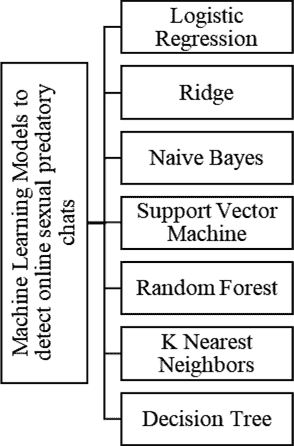 Machine Learning Models to
detect online sexual predatory
chats
Logistic
Regression
Ridge
Naive Bayes
Support Vector
Machine
Random Forest
K Nearest
Neighbors
Decision Tree